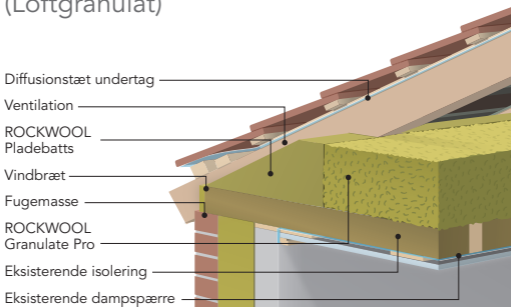 (Loftgranulat)
Diffusionstæt undertag
Ventilation
ROCKWOOL
Pladebatts
Vindbræt
Fugemasse
ROCKWOOL
Granulate Pro
Eksisterende isolering
Eksisterende dampspærre